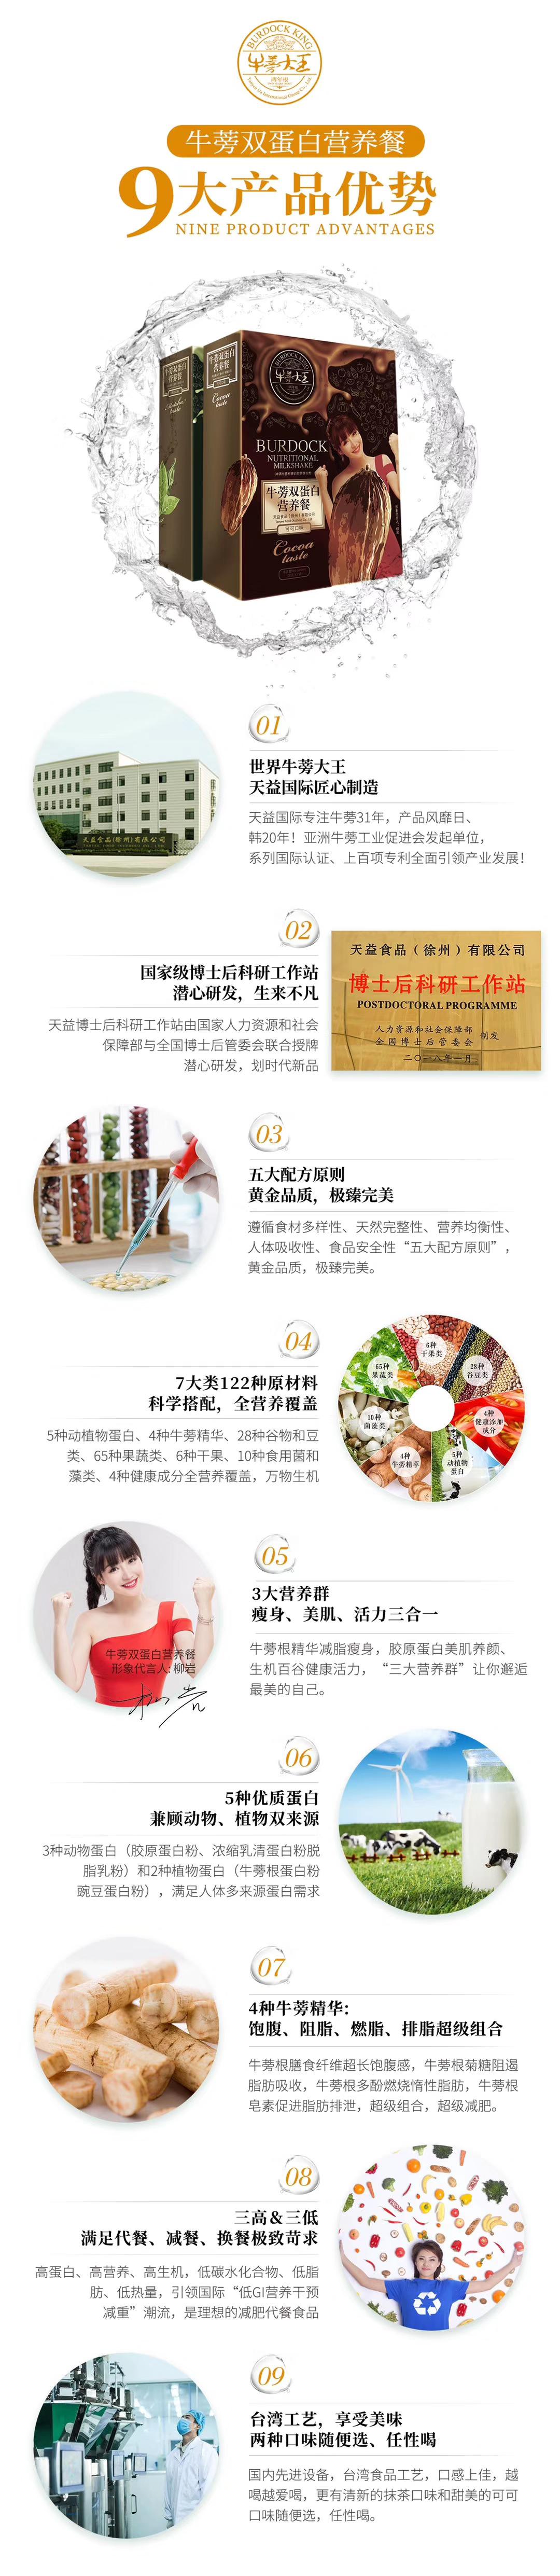 BURDOCK KING
牛蒡大王
牛蒡双蛋白营养餐
9大产品优势
NINE PRODUCT ADVANTAGES
牛蒡双蛋白
营养餐
牛蒡双蛋白
营养餐
Cocoa
taste
BURDOCK KING
牛蒡大王
BURDOCK
NUTRITIONAL
MILKSHAKE
牛蒡双蛋白
营养餐
可可口味
Cocoa
taste
01
世界牛蒡大王
天益国际匠心制造
天益国际专注牛蒡31年，产品风靡日、
韩20年！亚洲牛蒡工业促进会发起单位，
系列国际认证、上百项专利全面引领产业发展！
天益食品(徐州)有限公司
02
国家级博士后科研工作站
潜心研发，生来不凡
天益博士后科研工作站由国家人力资源和社会
保障部与全国博士后管委会联合授牌
潜心研发，划时代新品
天益食品（徐州）有限公司
博士后科研工作站
POSTDOCTORAL PROGRAMME
人力资源和社会保障部
全国博士后管委会
制发
二〇一八年一月
03
五大配方原则
黄金品质，极臻完美
遵循食材多样性、天然完整性、营养均衡性、
人体吸收性、食品安全性“五大配方原则”，
黄金品质，极臻完美。
04
7大类122种原材料
科学搭配，全营养覆盖
5种动植物蛋白、4种牛蒡精华、28种谷物和豆
类、65种果蔬类、6种干果、10种食用菌和
藻类、4种健康成分全营养覆盖，万物生机
6种
干果类
65种
果蔬类
28种
谷豆类
10种
菌藻类
4种
健康添加
成分
4种
牛蒡精萃
5种
动植物
蛋白
05
3大营养群
瘦身、美肌、活力三合一
牛蒡根精华减脂瘦身，胶原蛋白美肌养颜、
生机百谷健康活力，“三大营养群”让你邂逅
最美的自己。
牛蒡双蛋白营养餐
形象代言人:柳岩
06
5种优质蛋白
兼顾动物、植物双来源
3种动物蛋白（胶原蛋白粉、浓缩乳清蛋白粉脱
脂乳粉）和2种植物蛋白（牛蒡根蛋白粉
豌豆蛋白粉），满足人体多来源蛋白需求
07
4种牛蒡精华:
饱腹、阻脂、燃脂、排脂超级组合
牛蒡根膳食纤维超长饱腹感，牛蒡根菊糖阻遏
脂肪吸收，牛蒡根多酚燃烧惰性脂肪，牛蒡根
皂素促进脂肪排泄，超级组合，超级减肥。
08
三高＆三低
满足代餐、减餐、换餐极致苛求
高蛋白、高营养、高生机，低碳水化合物、低脂
肪、低热量，引领国际“低GI营养干预
减重”潮流，是理想的减肥代餐食品
09
台湾工艺，享受美味
两种口味随便选、任性喝
国内先进设备，台湾食品工艺，口感上佳，越
喝越爱喝，更有清新的抹茶口味和甜美的可可
口味随便选，任性喝。